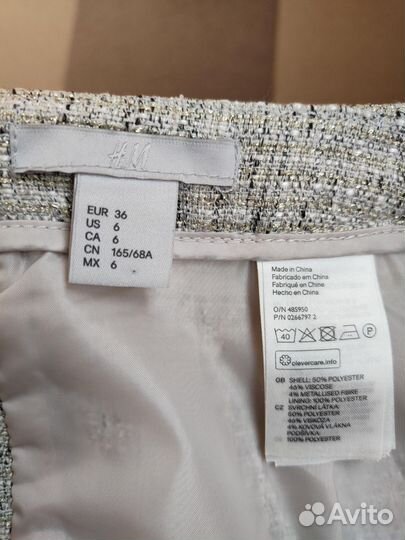 H&M
EUR 36
US 6
CA 6
CN 165/68A
MX 6
Made in China
Fabricado em China
Fabriqué en Chine
Hecho en China
O/N 485950
P/N 0266797 2
40
P
clevercare.info
GB SHELL: 50% POLYESTER
46% VISCOSE
4% METALLISED FIBRE
LINING: 100% POLYESTER
CZ SVRCHNI LÁTKA:
50% POLYESTER
46% VISKÓZA
4% KOVOVÁ VLÁKNA
PODŠÍVKA:
100% POLYESTER
Avito